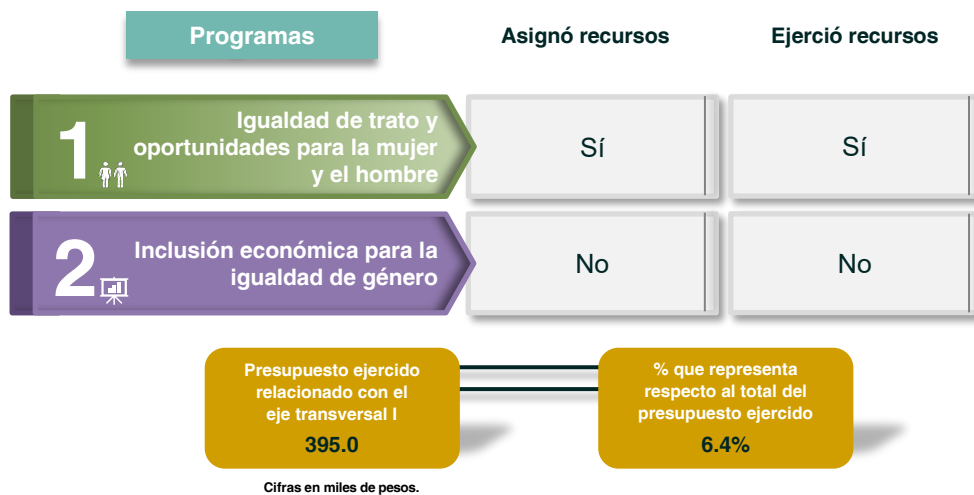 Programas
Asignó recursos
Ejerció recursos
1
Igualdad de trato y
oportunidades para la mujer
y el hombre
Sí
Sí
2
Inclusión económica para la
igualdad de género
No
No
Presupuesto ejercido
relacionado con el
eje transversal I
395.0
% que representa
respecto al total del
presupuesto ejercido
6.4%
Cifras en miles de pesos.